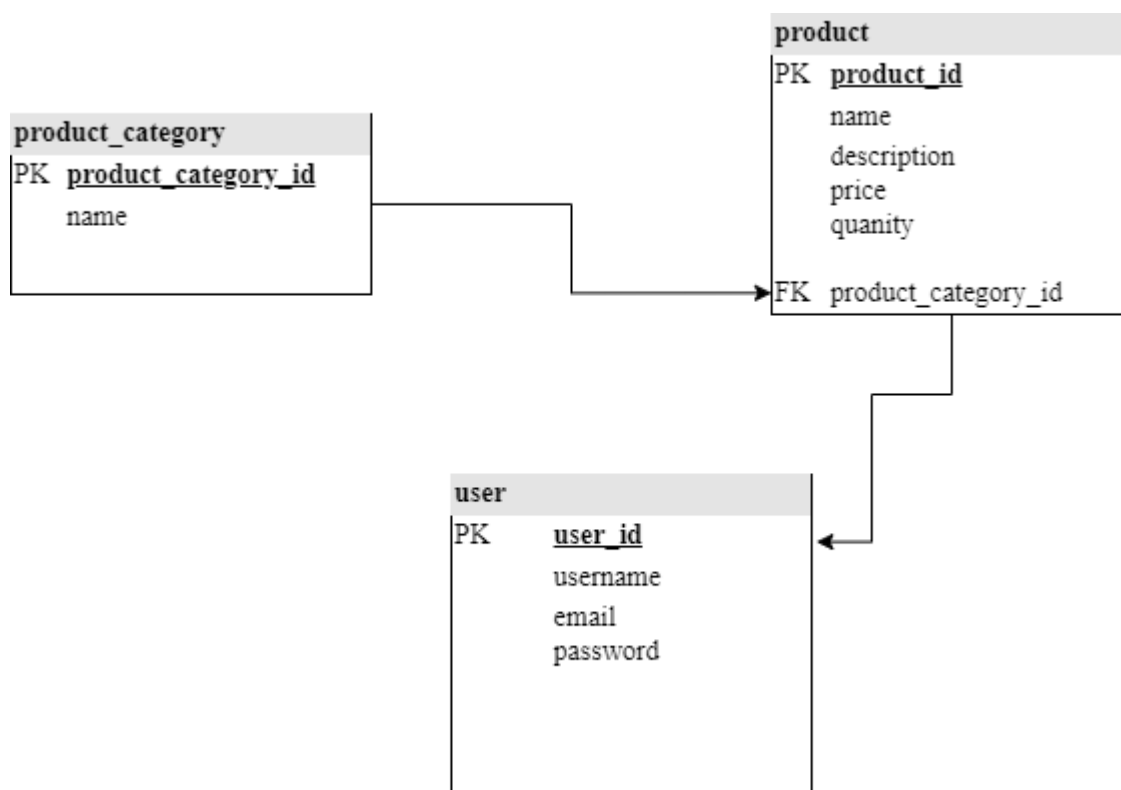 product_category
PK product_category_id
name
product
PK product_id
name
description
price
quanity
FK product_category_id
user
PK user_id
username
email
password